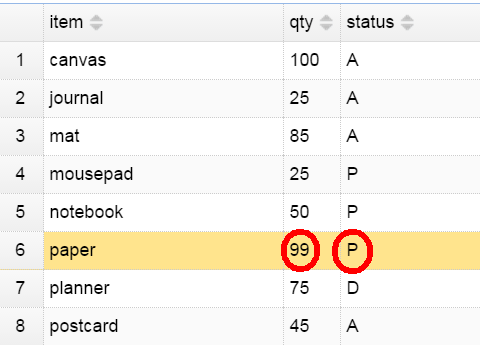 item qty status
1 canvas 100 A
2 journal 25 A
3 mat 85 A
4 mousepad 25 P
5 notebook 50 P
6 paper 99 P
7 planner 75 D
8 postcard 45 A